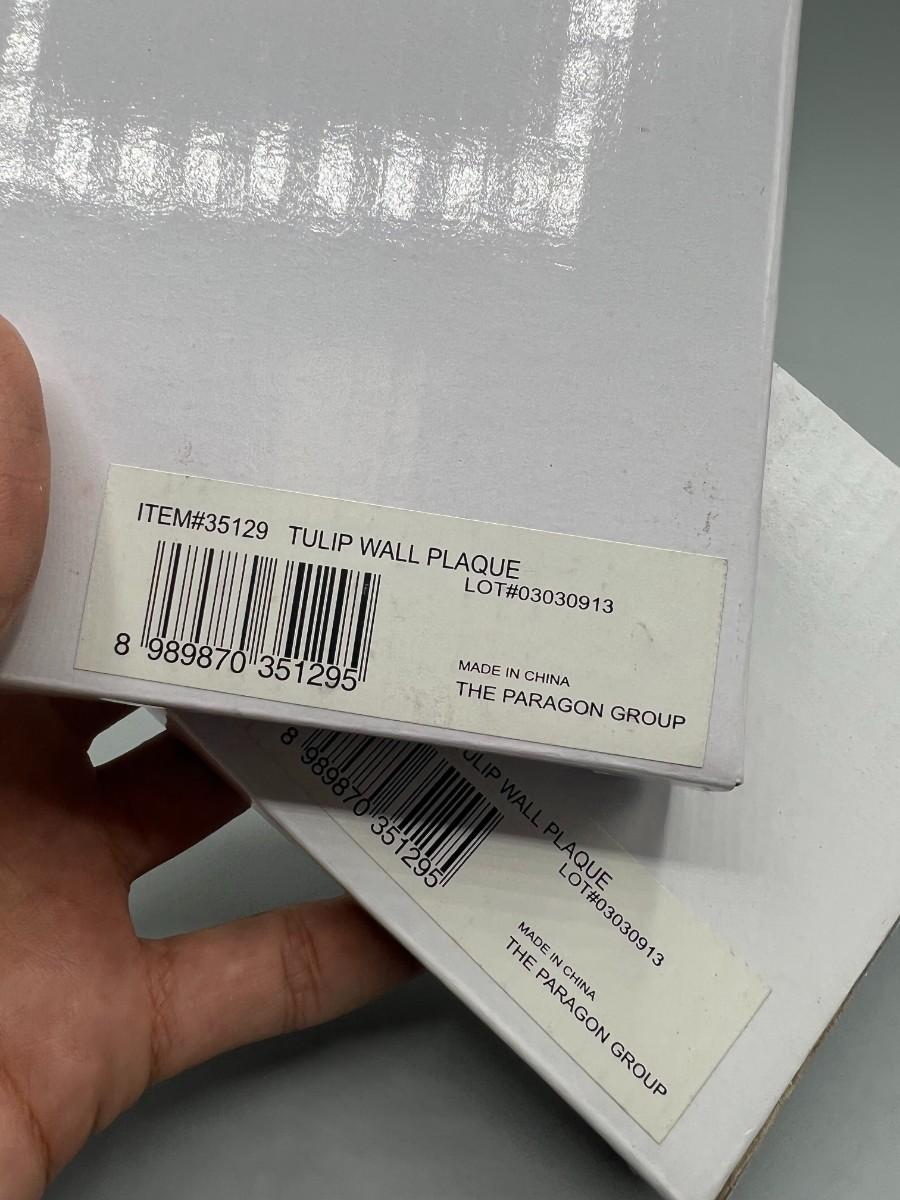 ITEM#35129 TULIP WALL PLAQUE
LOT#03030913
8 989870 351295
MADE IN CHINA
THE PARAGON GROUP
WALL PLAQUE
LOT#03030913
8 989870 351295
MADE IN CHINA
THE PARAGON GROUP